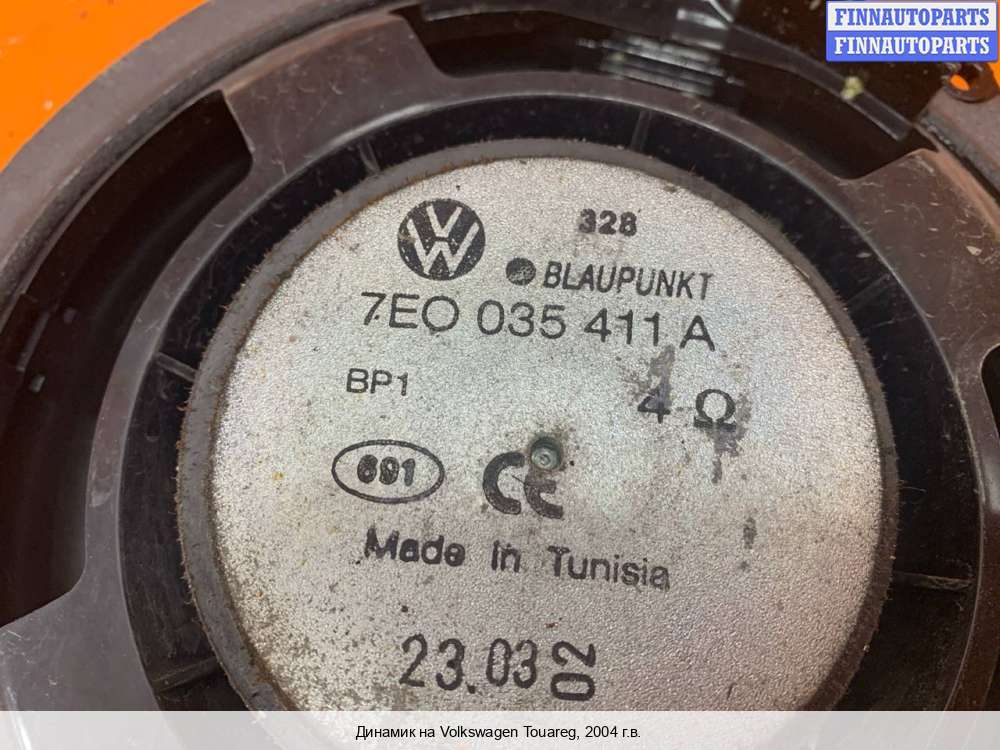 FINNAUTOPARTS
FINNAUTOPARTS
328
BLAUPUNKT
7E0 035 411 A
BP1
4 Ω
691
CE
Made in Tunisia
23.03 02
Динамик на Volkswagen Touareg, 2004 г.в.